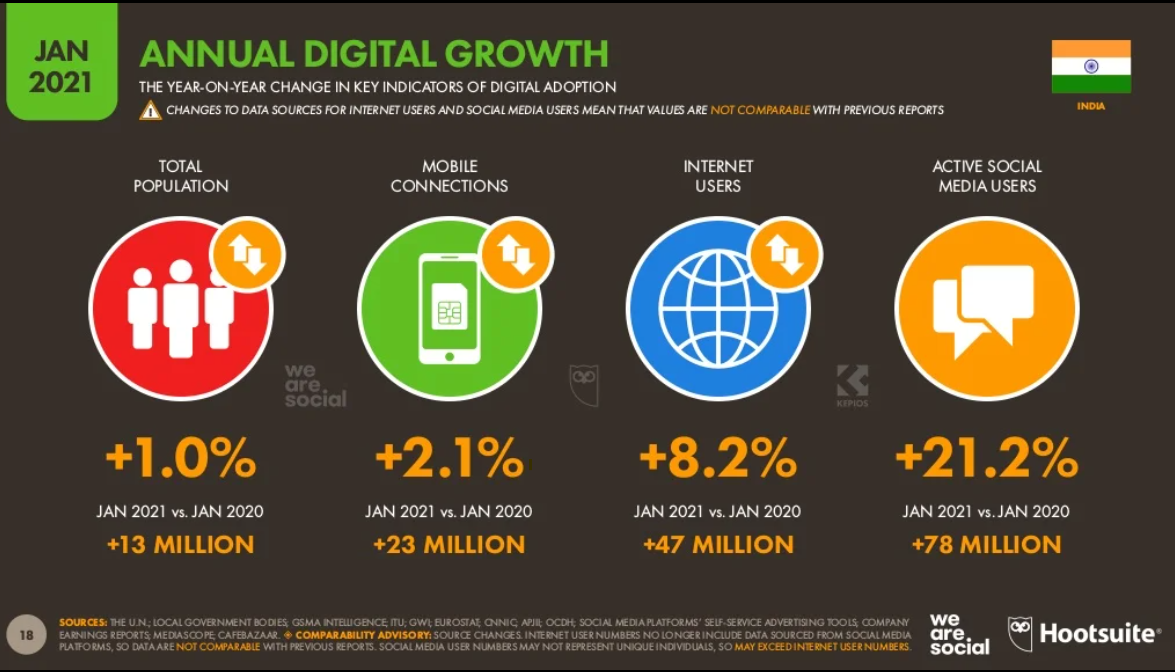 JAN
2021
ANNUAL DIGITAL GROWTH
THE YEAR-ON-YEAR CHANGE IN KEY INDICATORS OF DIGITAL ADOPTION
CHANGES TO DATA SOURCES FOR INTERNET USERS AND SOCIAL MEDIA USERS MEAN THAT VALUES ARE NOT COMPARABLE WITH PREVIOUS REPORTS
INDIA
TOTAL
POPULATION
MOBILE
CONNECTIONS
INTERNET
USERS
ACTIVE SOCIAL
MEDIA USERS
we
are
social
KEPIOS
+1.0%
+2.1%
+8.2%
+21.2%
JAN 2021 vs. JAN 2020
JAN 2021 vs. JAN 2020
JAN 2021 vs. JAN 2020
JAN 2021 vs. JAN 2020
+13 MILLION
+23 MILLION
+47 MILLION
+78 MILLION
18
SOURCES: THE U.N.; LOCAL GOVERNMENT BODIES; GSMA INTELLIGENCE; ITU; GWI; EUROSTAT; CNNIC; APJII; OCDH; SOCIAL MEDIA PLATFORMS' SELF-SERVICE ADVERTISING TOOLS; COMPANY
EARNINGS REPORTS; MEDIASCOPE; CAFEBAZAAR. ◈ COMPARABILITY ADVISORY: SOURCE CHANGES. INTERNET USER NUMBERS NO LONGER INCLUDE DATA SOURCED FROM SOCIAL MEDIA
PLATFORMS, SO DATA ARE NOT COMPARABLE WITH PREVIOUS REPORTS. SOCIAL MEDIA USER NUMBERS MAY NOT REPRESENT UNIQUE INDIVIDUALS, SO MAY EXCEED INTERNET USER NUMBERS.
we
are
social
Hootsuite®